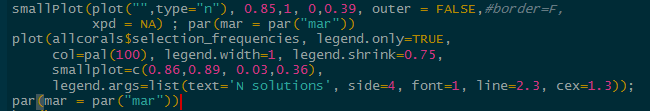 smallPlot(plot("",type="n"), 0.85,1, 0,0.39, outer = FALSE,#border=F,
xpd = NA) ; par(mar = par("mar"))
plot(allcorals$selection_frequencies, legend.only=TRUE,
col=pal(100), legend.width=1, legend.shrink=0.75,
smallplot=c(0.86,0.89, 0.03,0.36),
legend.args=list(text='N solutions', side=4, font=1, line=2.3, cex=1.3));
par(mar = par("mar"))